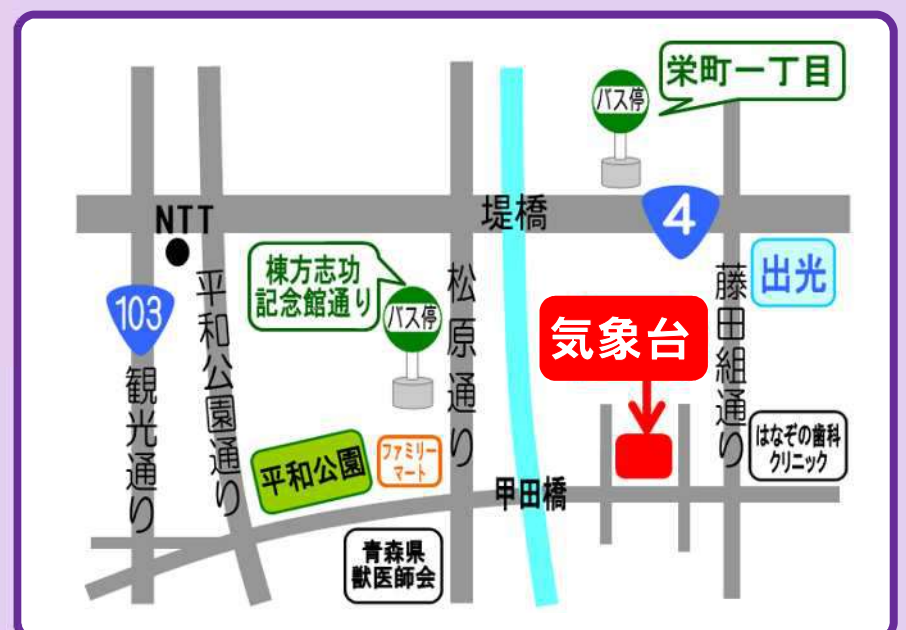 栄町一丁目
バス停
堤橋
4
NTT
棟方志功
記念館通り
バス停
103
観光通り
平和公園通り
松原通り
藤田組通り
出光
気象台
平和公園
ファミリー
マート
はなぞの歯科
クリニック
甲田橋
青森県
獣医師会